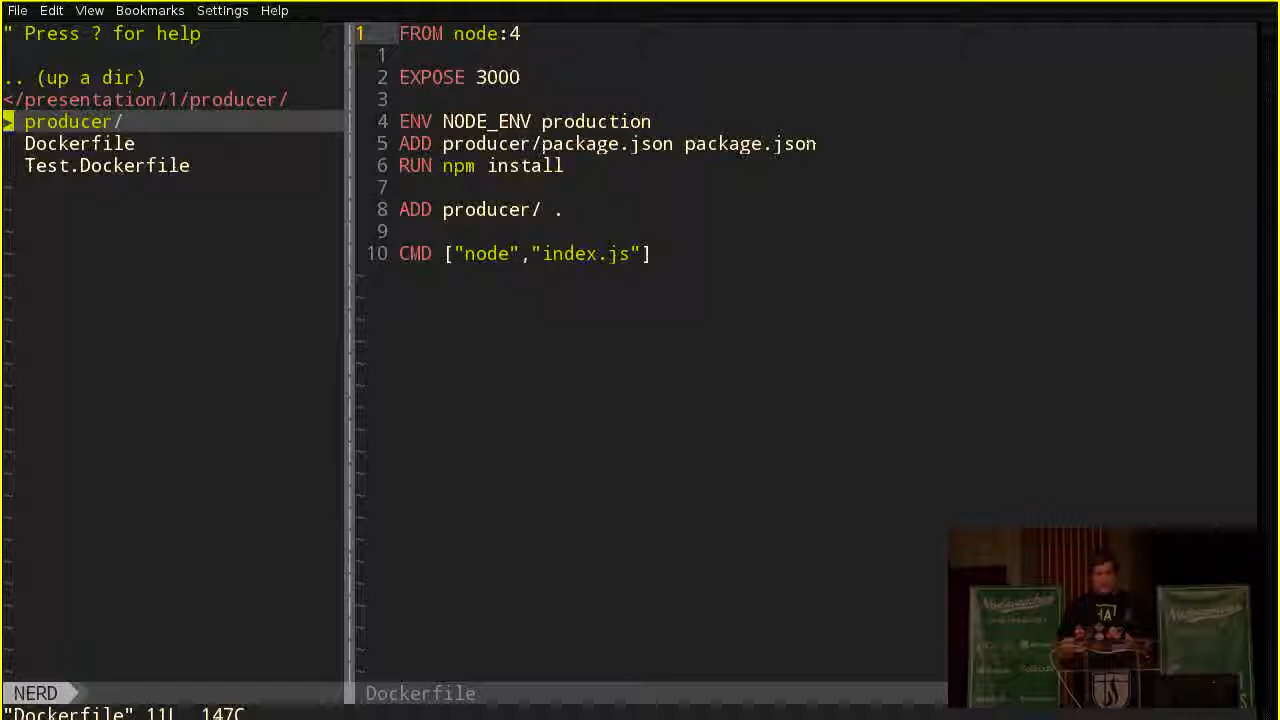 File Edit View Bookmarks Settings Help
" Press ? for help
.. (up a dir)
</presentation/1/producer/
producer/
Dockerfile
Test.Dockerfile
1 FROM node:4
1
2 EXPOSE 3000
3
4 ENV NODE_ENV production
5 ADD producer/package.json package.json
6 RUN npm install
7
8 ADD producer/ .
9
10 CMD ["node","index.js"]
NERD
Dockerfile
"Dockerfile" 11L, 147C